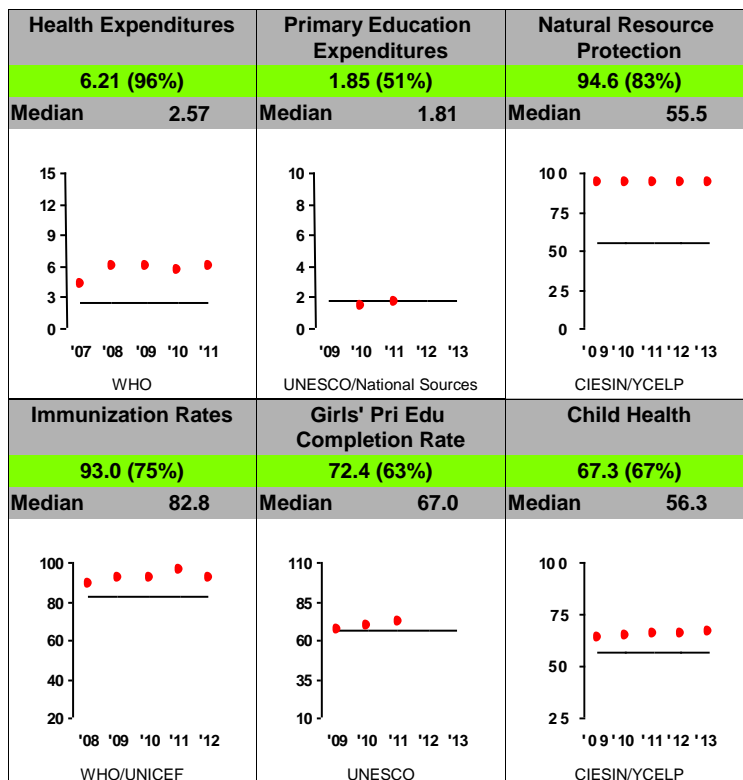 Health Expenditures
6.21 (96%)
Median 2.57
15
12
9
6
3
0
'07 '08 '09 '10 '11
WHO
Primary Education
Expenditures
1.85 (51%)
Median 1.81
10
8
6
4
2
0
'09 '10 '11 '12 '13
UNESCO/National Sources
Natural Resource
Protection
94.6 (83%)
Median 55.5
100
75
50
25
0
'09 '10 '11 '12 '13
CIESIN/YCELP
Immunization Rates
93.0 (75%)
Median 82.8
100
80
60
40
20
'08 '09 '10 '11 '12
WHO/UNICEF
Girls' Pri Edu
Completion Rate
72.4 (63%)
Median 67.0
110
85
60
35
10
'09 '10 '11 '12 '13
UNESCO
Child Health
67.3 (67%)
Median 56.3
100
75
50
25
'09 '10 '11 '12 '13
CIESIN/YCELP